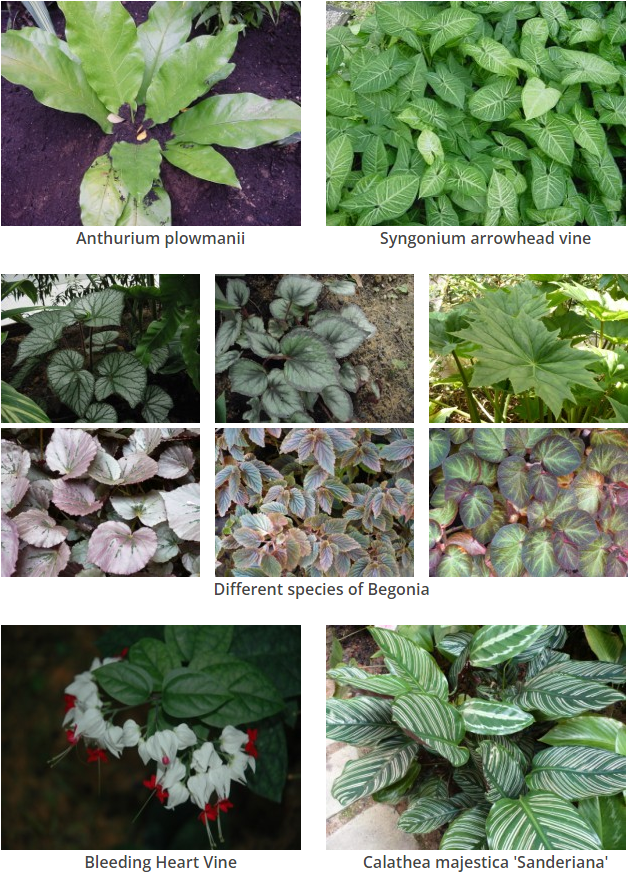 Anthurium plowmanii
Syngonium arrowhead vine
Different species of Begonia
Bleeding Heart Vine
Calathea majestica 'Sanderiana'